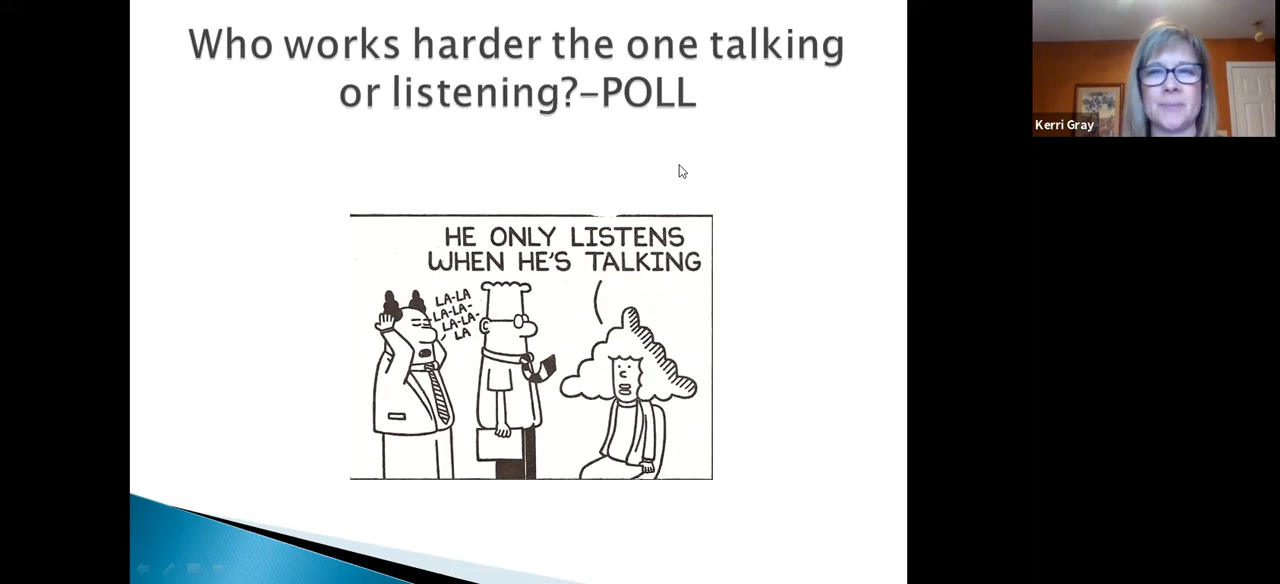 Who works harder the one talking
or listening?-POLL
Kerri Gray
HE ONLY LISTENS
WHEN HE'S TALKING
LA-LA
LA-LA-
LA-LA-
LA